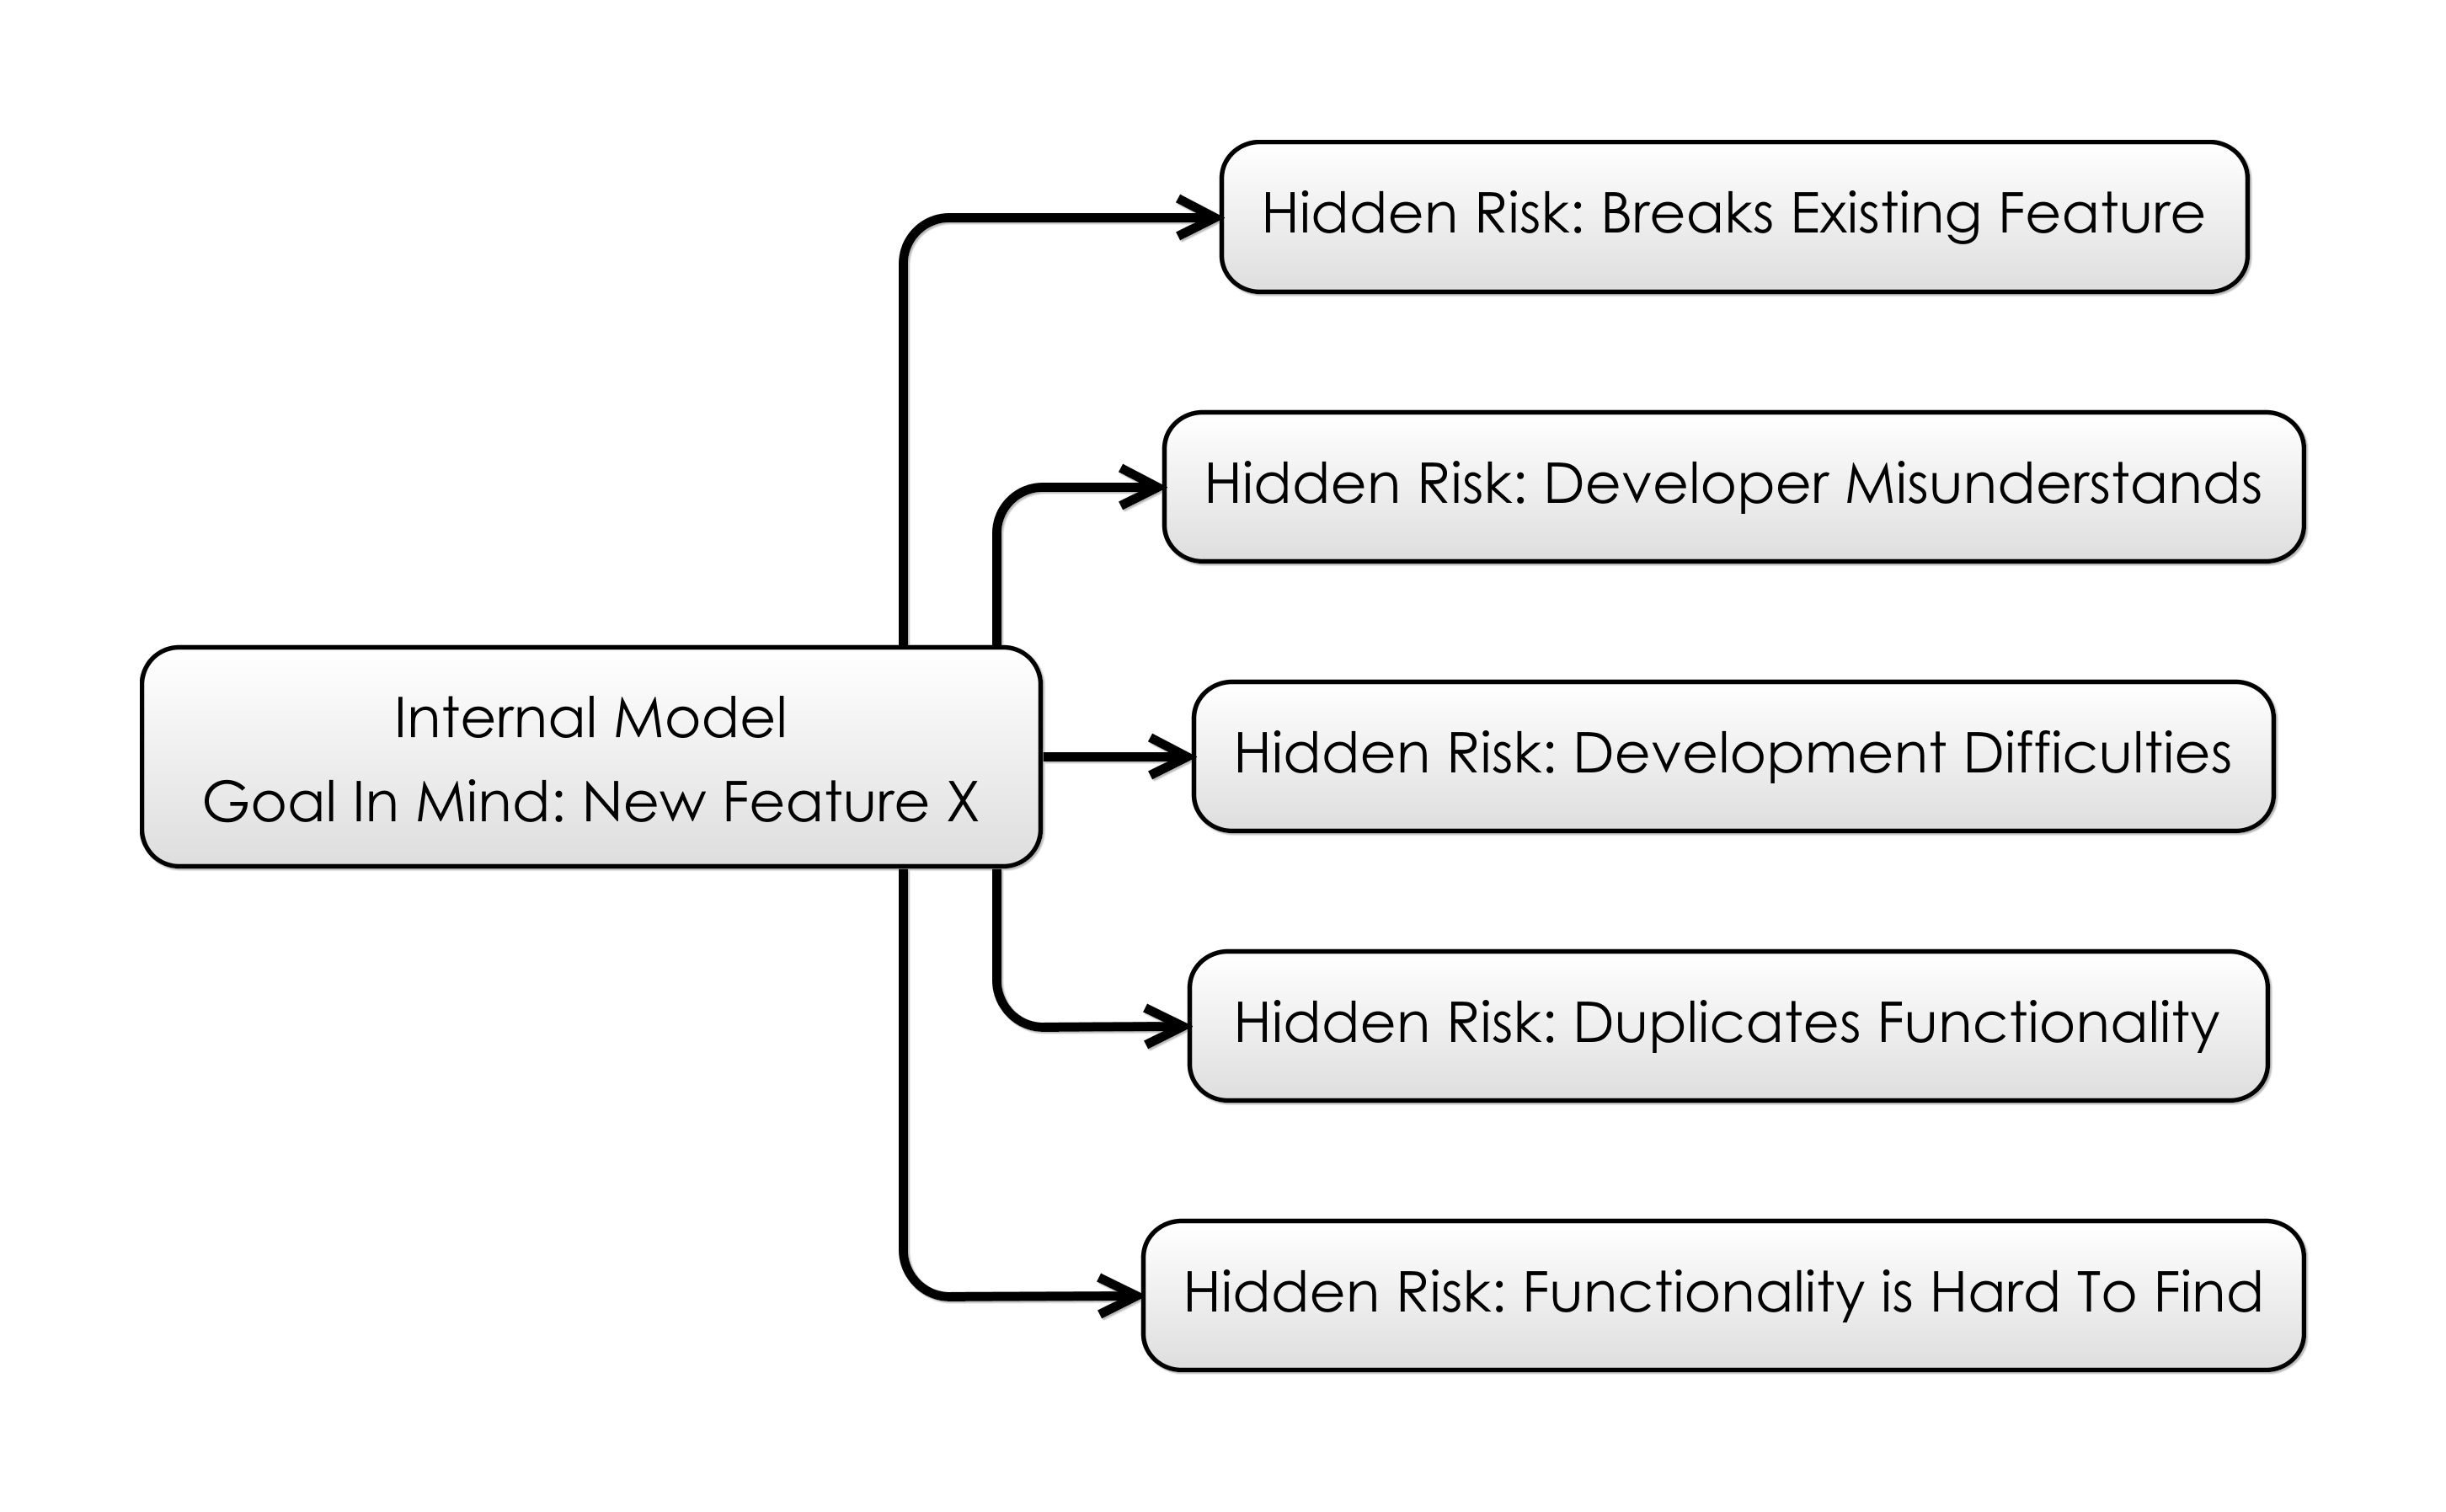 Hidden Risk: Breaks Existing Feature
Hidden Risk: Developer Misunderstands
Internal Model
Goal In Mind: New Feature X
Hidden Risk: Development Difficulties
Hidden Risk: Duplicates Functionality
Hidden Risk: Functionality is Hard To Find